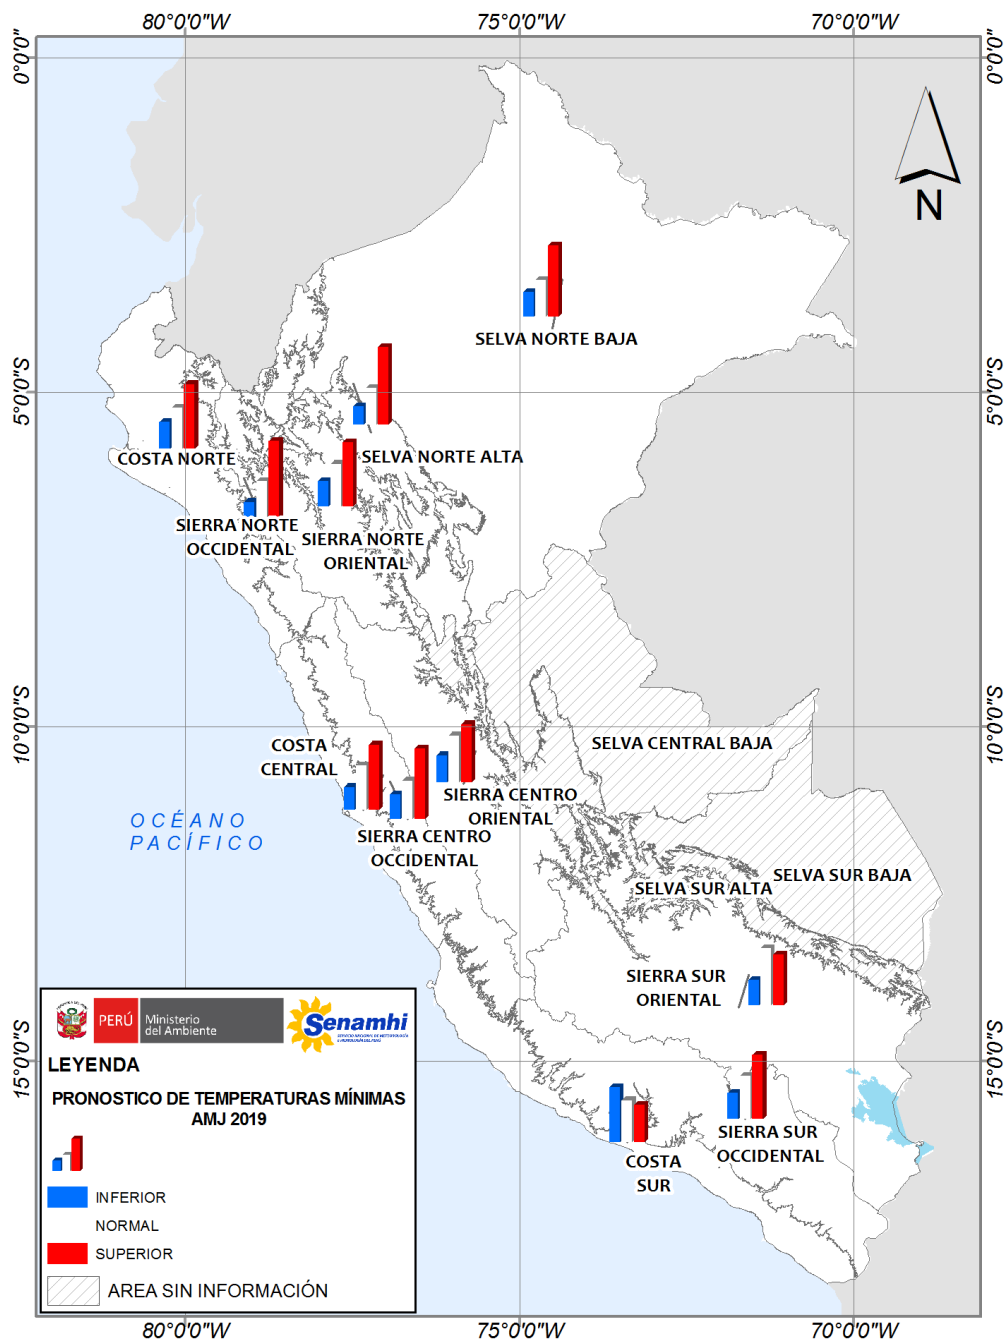 80°0'0"W
75°0'0"W
70°0'0"W
0°0'0"
0°0'0"
N
SELVA NORTE BAJA
5°0'0"S
5°0'0"S
COSTA NORTE
SELVA NORTE ALTA
SIERRA NORTE
OCCIDENTAL
SIERRA NORTE
ORIENTAL
10°0'0"S
10°0'0"S
COSTA
CENTRAL
SELVA CENTRAL BAJA
SIERRA CENTRO
ORIENTAL
OCÉANO
PACÍFICO
SIERRA CENTRO
OCCIDENTAL
SELVA SUR ALTA
SELVA SUR BAJA
SIERRA SUR
ORIENTAL
15°0'0"S
15°0'0"S
SIERRA SUR
OCCIDENTAL
COSTA
SUR
PERÚ
Ministerio
del Ambiente
Senamhi
LEYENDA
PRONOSTICO DE TEMPERATURAS MÍNIMAS
AMJ 2019
INFERIOR
NORMAL
SUPERIOR
AREA SIN INFORMACIÓN
80°0'0"W
75°0'0"W
70°0'0"W